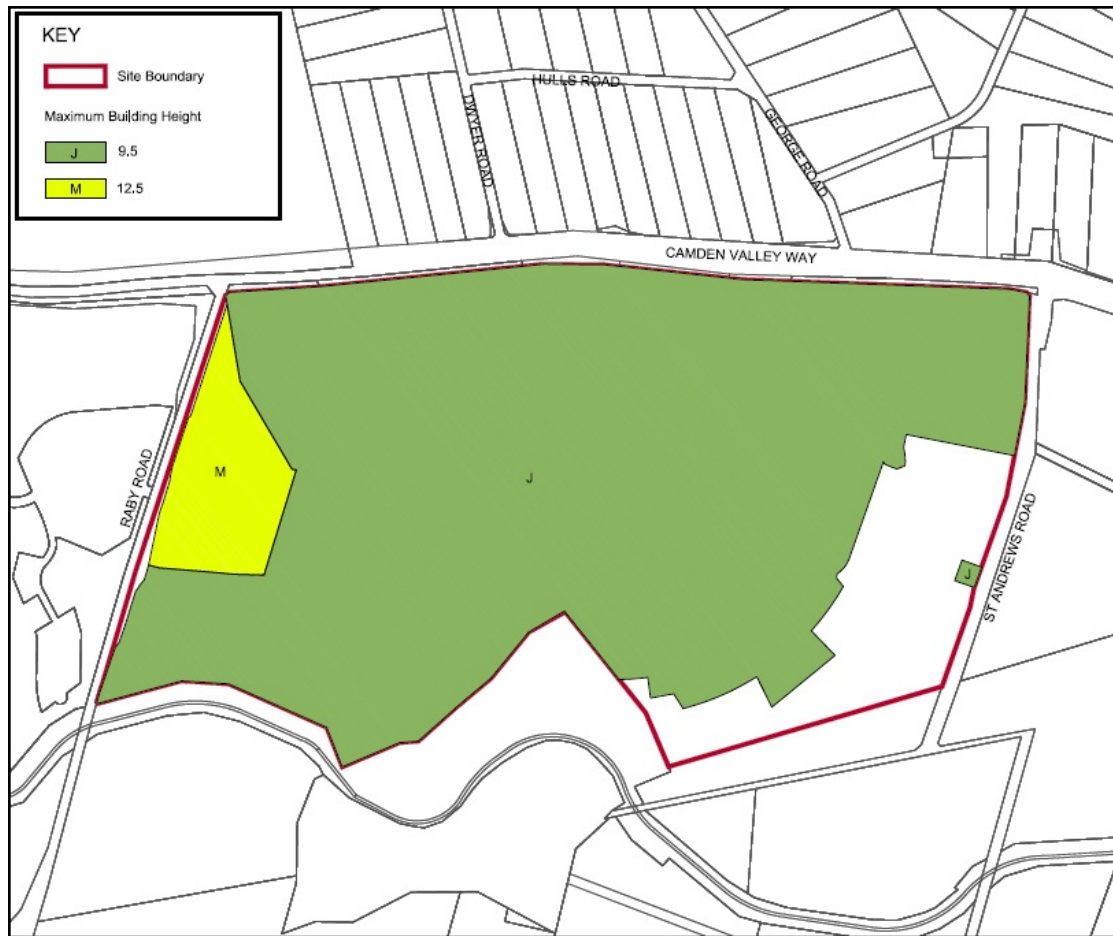 KEY
Site Boundary
Maximum Building Height
J 9.5
M 12.5
HULLS ROAD
DWYER ROAD
GEORGE ROAD
CAMDEN VALLEY WAY
RABY ROAD
M
J
J
ST ANDREWS ROAD